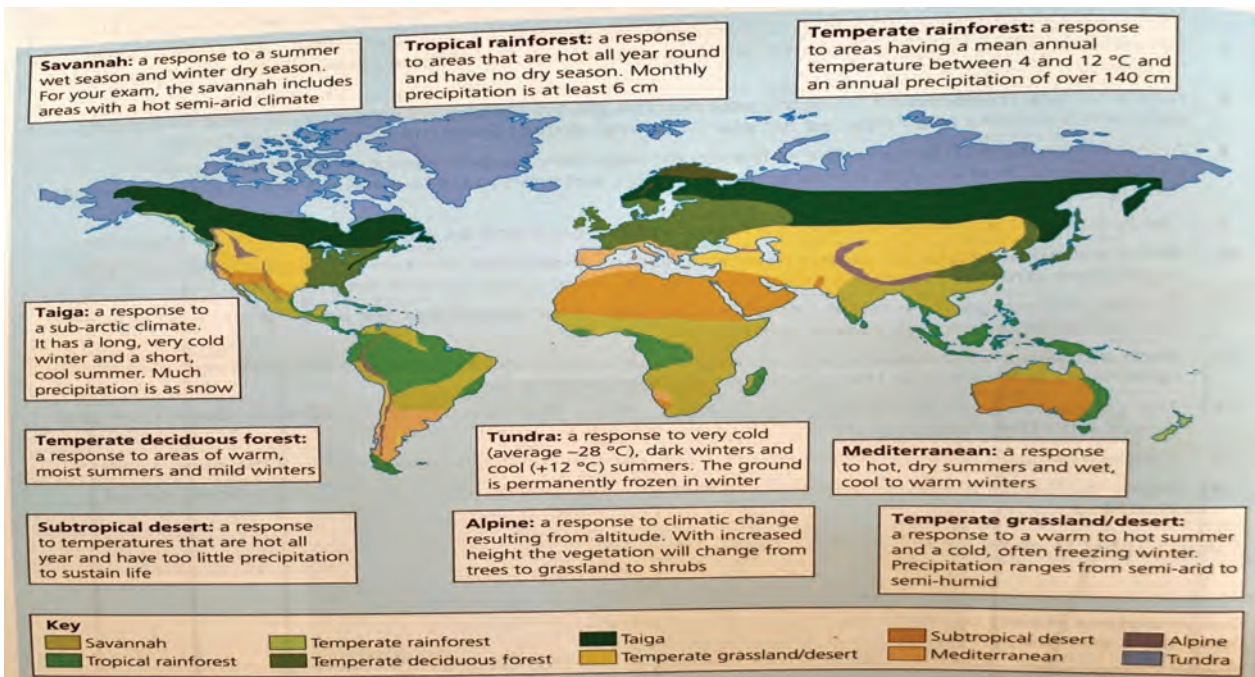 Savannah: a response to a summer
wet season and winter dry season.
For your exam, the savannah includes
areas with a hot semi-arid climate
Tropical rainforest: a response
to areas that are hot all year round
and have no dry season. Monthly
precipitation is at least 6 cm
Temperate rainforest: a response
to areas having a mean annual
temperature between 4 and 12 °C and
an annual precipitation of over 140 cm
Taiga: a response to
a sub-arctic climate.
It has a long, very cold
winter and a short,
cool summer. Much
precipitation is as snow
Temperate deciduous forest:
a response to areas of warm,
moist summers and mild winters
Tundra: a response to very cold
(average –28 °C), dark winters and
cool (+12 °C) summers. The ground
is permanently frozen in winter
Mediterranean: a response
to hot, dry summers and wet,
cool to warm winters
Subtropical desert: a response
to temperatures that are hot all
year and have too little precipitation
to sustain life
Alpine: a response to climatic change
resulting from altitude. With increased
height the vegetation will change from
trees to grassland to shrubs
Temperate grassland/desert:
a response to a warm to hot summer
and a cold, often freezing winter.
Precipitation ranges from semi-arid to
semi-humid
Key
Savannah
Temperate rainforest
Taiga
Subtropical desert
Alpine
Tropical rainforest
Temperate deciduous forest
Temperate grassland/desert
Mediterranean
Tundra